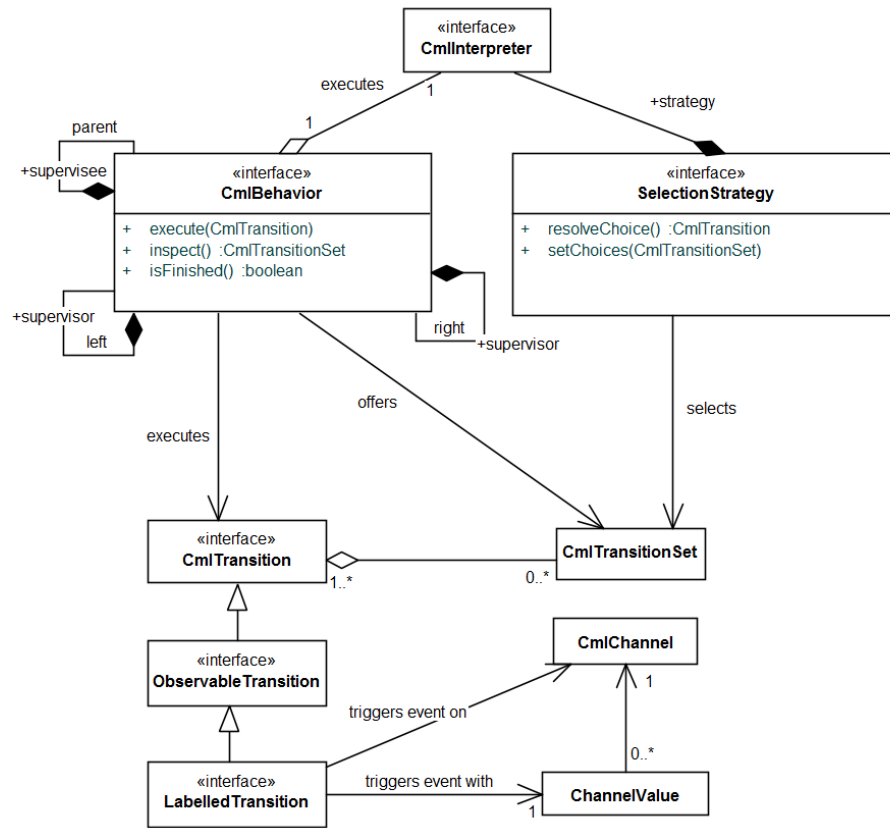 «interface»
CmlInterpreter
executes
1
+strategy
1
parent
+supervisee
«interface»
CmlBehavior
+ execute(CmlTransition)
+ inspect() :CmlTransitionSet
+ isFinished() :boolean
«interface»
SelectionStrategy
+ resolveChoice() :CmlTransition
+ setChoices(CmlTransitionSet)
+supervisor
left
right
+supervisor
offers
selects
executes
«interface»
CmlTransition
1..*
0..*
CmlTransitionSet
«interface»
ObservableTransition
CmlChannel
1
triggers event on
0..*
«interface»
LabelledTransition
triggers event with
1
ChannelValue